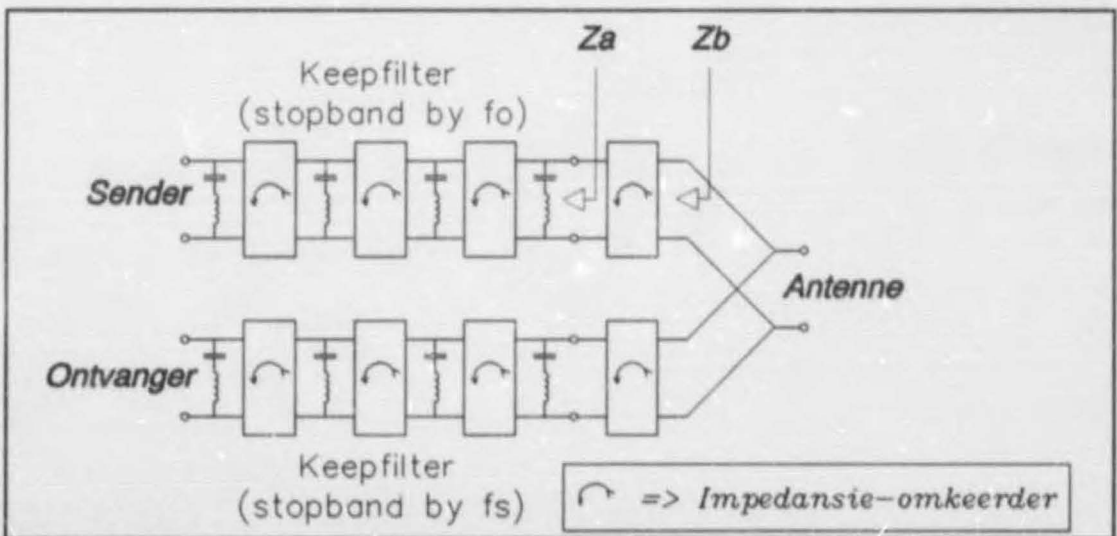 Za Zb
Keepfilter
(stopband by fo)
Sender
Antenne
Ontvanger
Keepfilter
(stopband by fs)
=> Impedansie-omkeerder